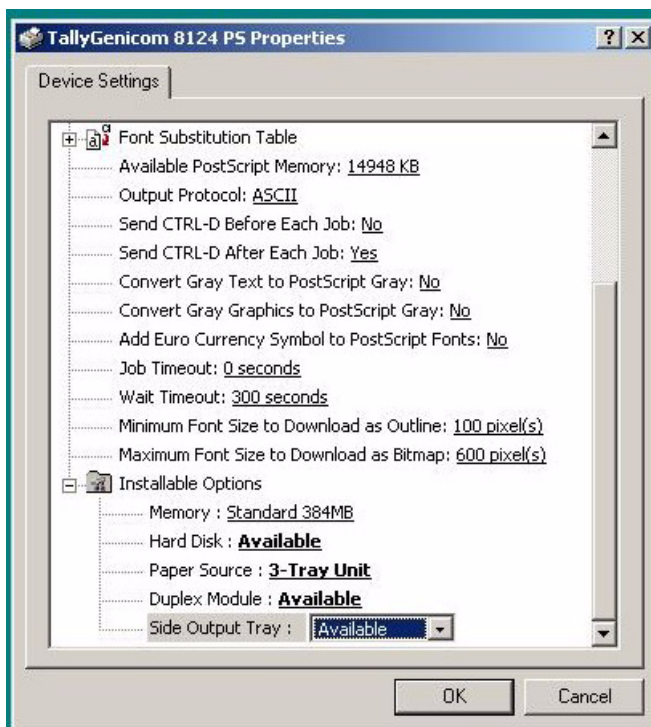 TallyGenicom 8124 PS Properties
Device Settings
Font Substitution Table
Available PostScript Memory: 14948 KB
Output Protocol: ASCII
Send CTRL-D Before Each Job: No
Send CTRL-D After Each Job: Yes
Convert Gray Text to PostScript Gray: No
Convert Gray Graphics to PostScript Gray: No
Add Euro Currency Symbol to PostScript Fonts: No
Job Timeout: 0 seconds
Wait Timeout: 300 seconds
Minimum Font Size to Download as Outline: 100 pixel(s)
Maximum Font Size to Download as Bitmap: 600 pixel(s)
Installable Options
Memory : Standard 384MB
Hard Disk : Available
Paper Source : 3-Tray Unit
Duplex Module : Available
Side Output Tray : Available
OK Cancel